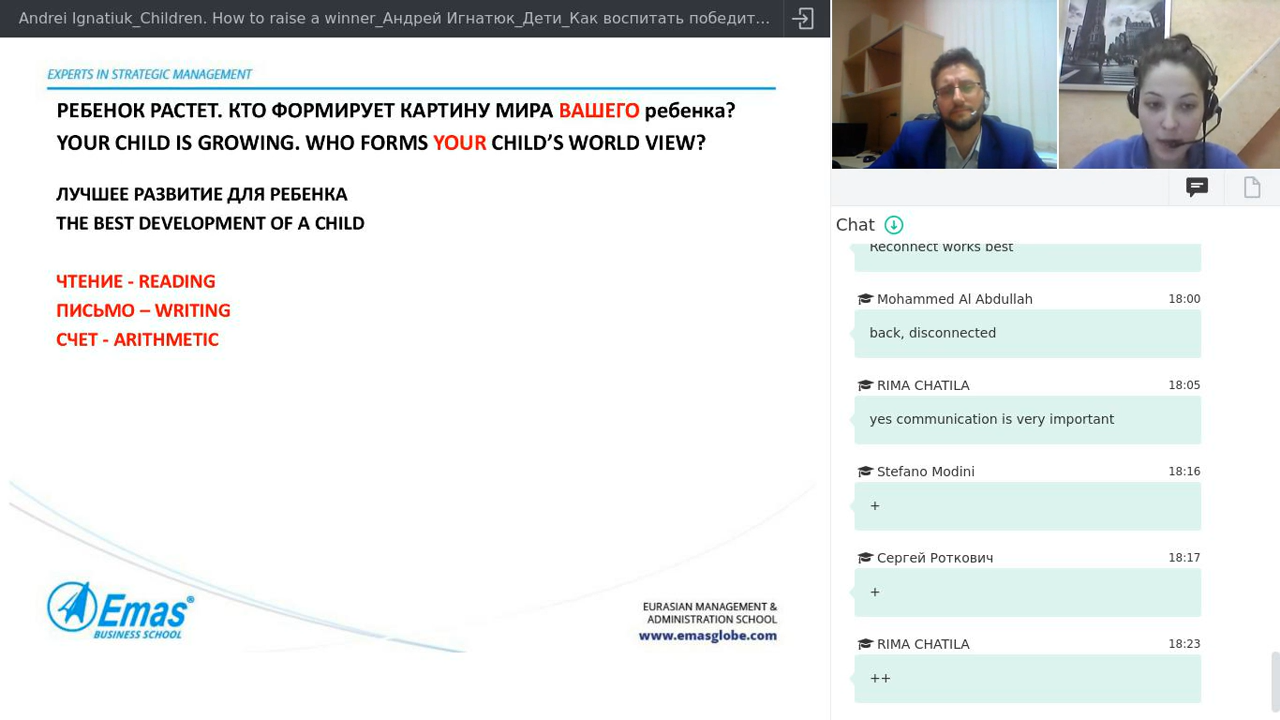 Andrei Ignatiuk_Children. How to raise a winner_Андрей Игнатюк_Дети_Как воспитать победит...
EXPERTS IN STRATEGIC MANAGEMENT
РЕБЕНОК РАСТЕТ. КТО ФОРМИРУЕТ КАРТИНУ МИРА ВАШЕГО ребенка?
YOUR CHILD IS GROWING. WHO FORMS YOUR CHILD’S WORLD VIEW?
ЛУЧШЕЕ РАЗВИТИЕ ДЛЯ РЕБЕНКА
THE BEST DEVELOPMENT OF A CHILD
ЧТЕНИЕ - READING
ПИСЬМО – WRITING
СЧЕТ - ARITHMETIC
Emas®
BUSINESS SCHOOL
EURASIAN MANAGEMENT &
ADMINISTRATION SCHOOL
www.emasglobe.com
Chat
Reconnect works best
Mohammed Al Abdullah 18:00
back, disconnected
RIMA CHATILA 18:05
yes communication is very important
Stefano Modini 18:16
+
Сергей Роткович 18:17
+
RIMA CHATILA 18:23
++